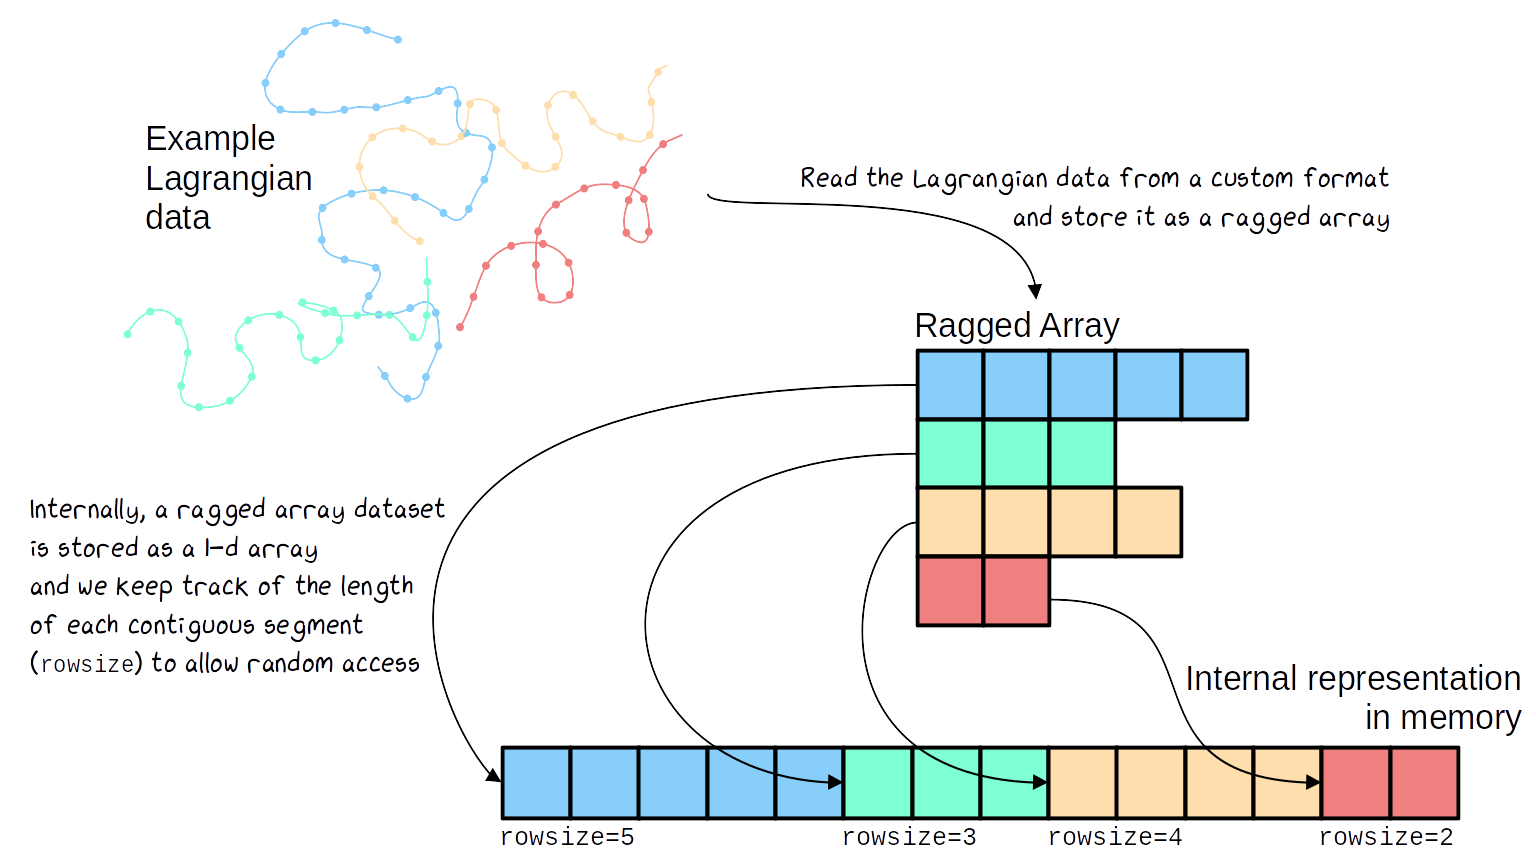 Example
Lagrangian
data
Read the Lagrangian data from a custom format
and store it as a ragged array
Ragged Array
Internally, a ragged array dataset
is stored as a 1-d array
and we keep track of the length
of each contiguous segment
(rowsize) to allow random access
Internal representation
in memory
rowsize=5
rowsize=3
rowsize=4
rowsize=2